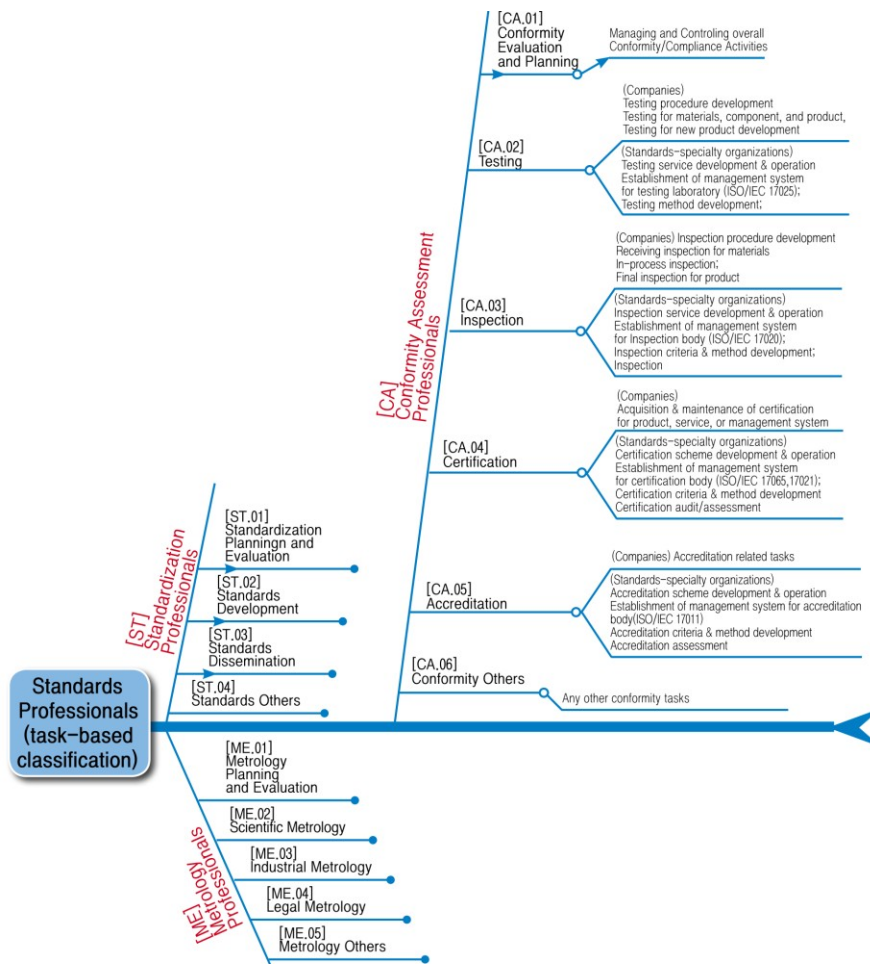 [CA.01]
Conformity
Evaluation
and Planning
Managing and Controling overall
Conformity/Compliance Activities
[CA.02]
Testing
(Companies)
Testing procedure development
Testing for materials, component, and product,
Testing for new product development
(Standards-specialty organizations)
Testing service development & operation
Establishment of management system
for testing laboratory (ISO/IEC 17025);
Testing method development;
[CA]
Conformity Assessment
Professionals
[CA.03]
Inspection
(Companies) Inspection procedure development
Receiving inspection for materials
In-process inspection;
Final inspection for product
(Standards-specialty organizations)
Inspection service development & operation
Establishment of management system
for Inspection body (ISO/IEC 17020);
Inspection criteria & method development;
Inspection
[CA.04]
Certification
(Companies)
Acquisition & maintenance of certification
for product, service, or management system
(Standards-specialty organizations)
Certification scheme development & operation
Establishment of management system
for certification body (ISO/IEC 17065,17021);
Certification criteria & method development
Certification audit/assessment
[CA.05]
Accreditation
(Companies) Accreditation related tasks
(Standards-specialty organizations)
Accreditation scheme development & operation
Establishment of management system for accreditation
body(ISO/IEC 17011)
Accreditation criteria & method development
Accreditation assessment
[CA.06]
Conformity Others
Any other conformity tasks
[ST]
Standardization
Professionals
[ST.01]
Standardization
Planningn and
Evaluation
[ST.02]
Standards
Development
[ST.03]
Standards
Dissemination
[ST.04]
Standards Others
Standards
Professionals
(task-based
classification)
[ME]
Metrology
Professionals
[ME.01]
Metrology
Planning
and Evaluation
[ME.02]
Scientific Metrology
[ME.03]
Industrial Metrology
[ME.04]
Legal Metrology
[ME.05]
Metrology Others